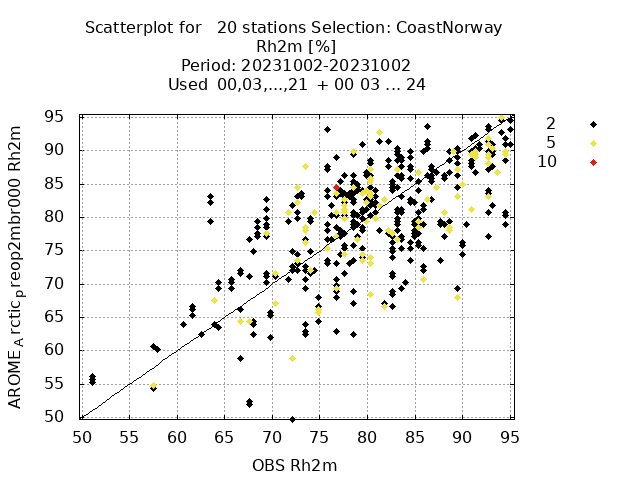 Scatterplot for 20 stations Selection: CoastNorway
Rh2m [%]
Period: 20231002-20231002
Used 00,03,...,21 + 00 03 ... 24
AROME_Arctic_preop2mbr000 Rh2m
95
90
85
80
75
70
65
60
55
50
50 55 60 65 70 75 80 85 90 95
OBS Rh2m
2
5
10